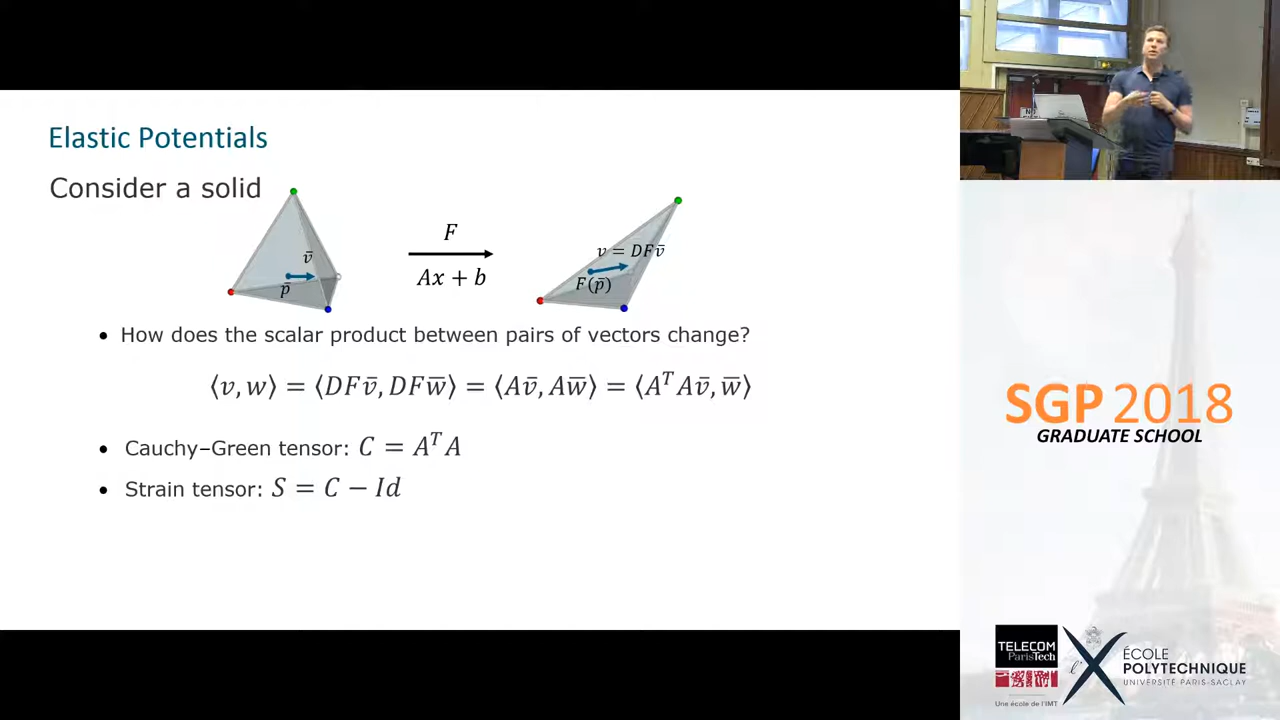 Elastic Potentials
Consider a solid
v̄
p̄
F
Ax + b
v = DFv̄
F(p̄)
• How does the scalar product between pairs of vectors change?
⟨v, w⟩ = ⟨DFv̄, DFw̄⟩ = ⟨Av̄, Aw̄⟩ = ⟨AᵀAv̄, w̄⟩
• Cauchy–Green tensor: C = AᵀA
• Strain tensor: S = C − Id
SGP 2018
GRADUATE SCHOOL
TELECOM
ParisTech
Une école de l'IMT
l'X
ÉCOLE
POLYTECHNIQUE
UNIVERSITÉ PARIS-SACLAY